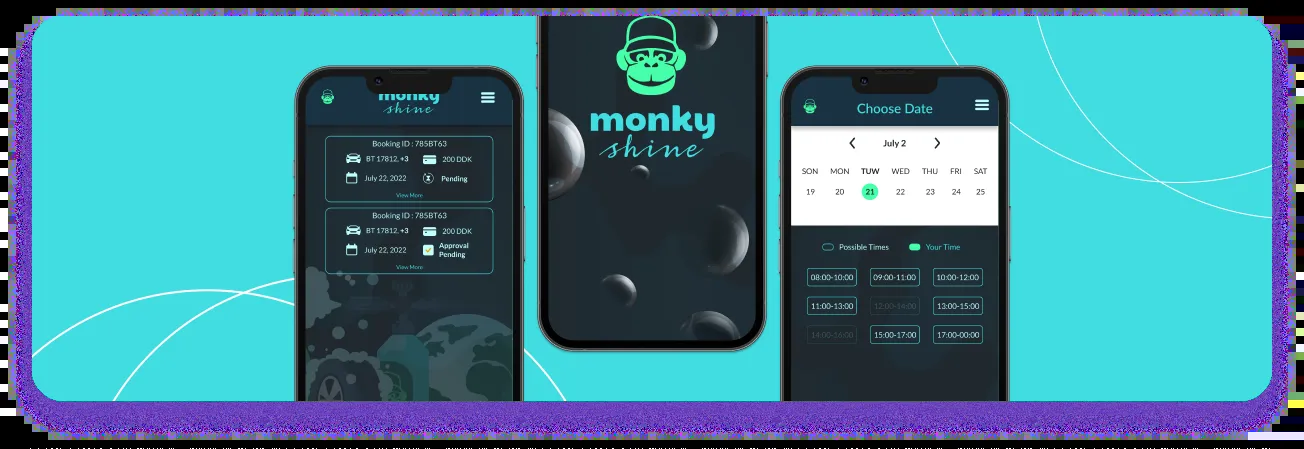 monky
shine
Booking ID : 785BT63
BT 17812, +3
200 DDK
July 22, 2022
Pending
View More
Booking ID : 785BT63
BT 17812, +3
200 DDK
July 22, 2022
Approval
Pending
View More
monky
shine
Choose Date
July 2
SON MON TUW WED THU FRI SAT
19 20 21 22 23 24 25
Possible Times
Your Time
08:00-10:00 09:00-11:00 10:00-12:00
11:00-13:00 12:00-14:00 13:00-15:00
14:00-16:00 15:00-17:00 17:00-00:00